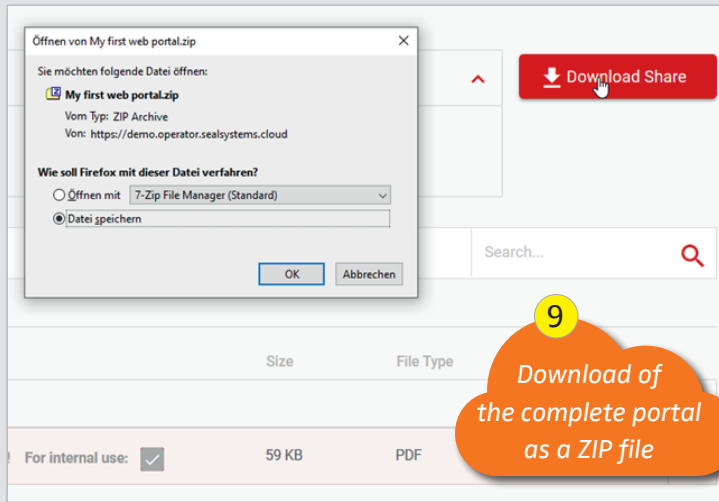 Öffnen von My first web portal.zip
Sie möchten folgende Datei öffnen:
My first web portal.zip
Vom Typ: ZIP Archive
Von: https://demo.operator.sealsystems.cloud
Wie soll Firefox mit dieser Datei verfahren?
Öffnen mit 7-Zip File Manager (Standard)
Datei speichern
OK Abbrechen
Download Share
Search...
Size File Type
! For internal use: 59 KB PDF
9
Download of
the complete portal
as a ZIP file